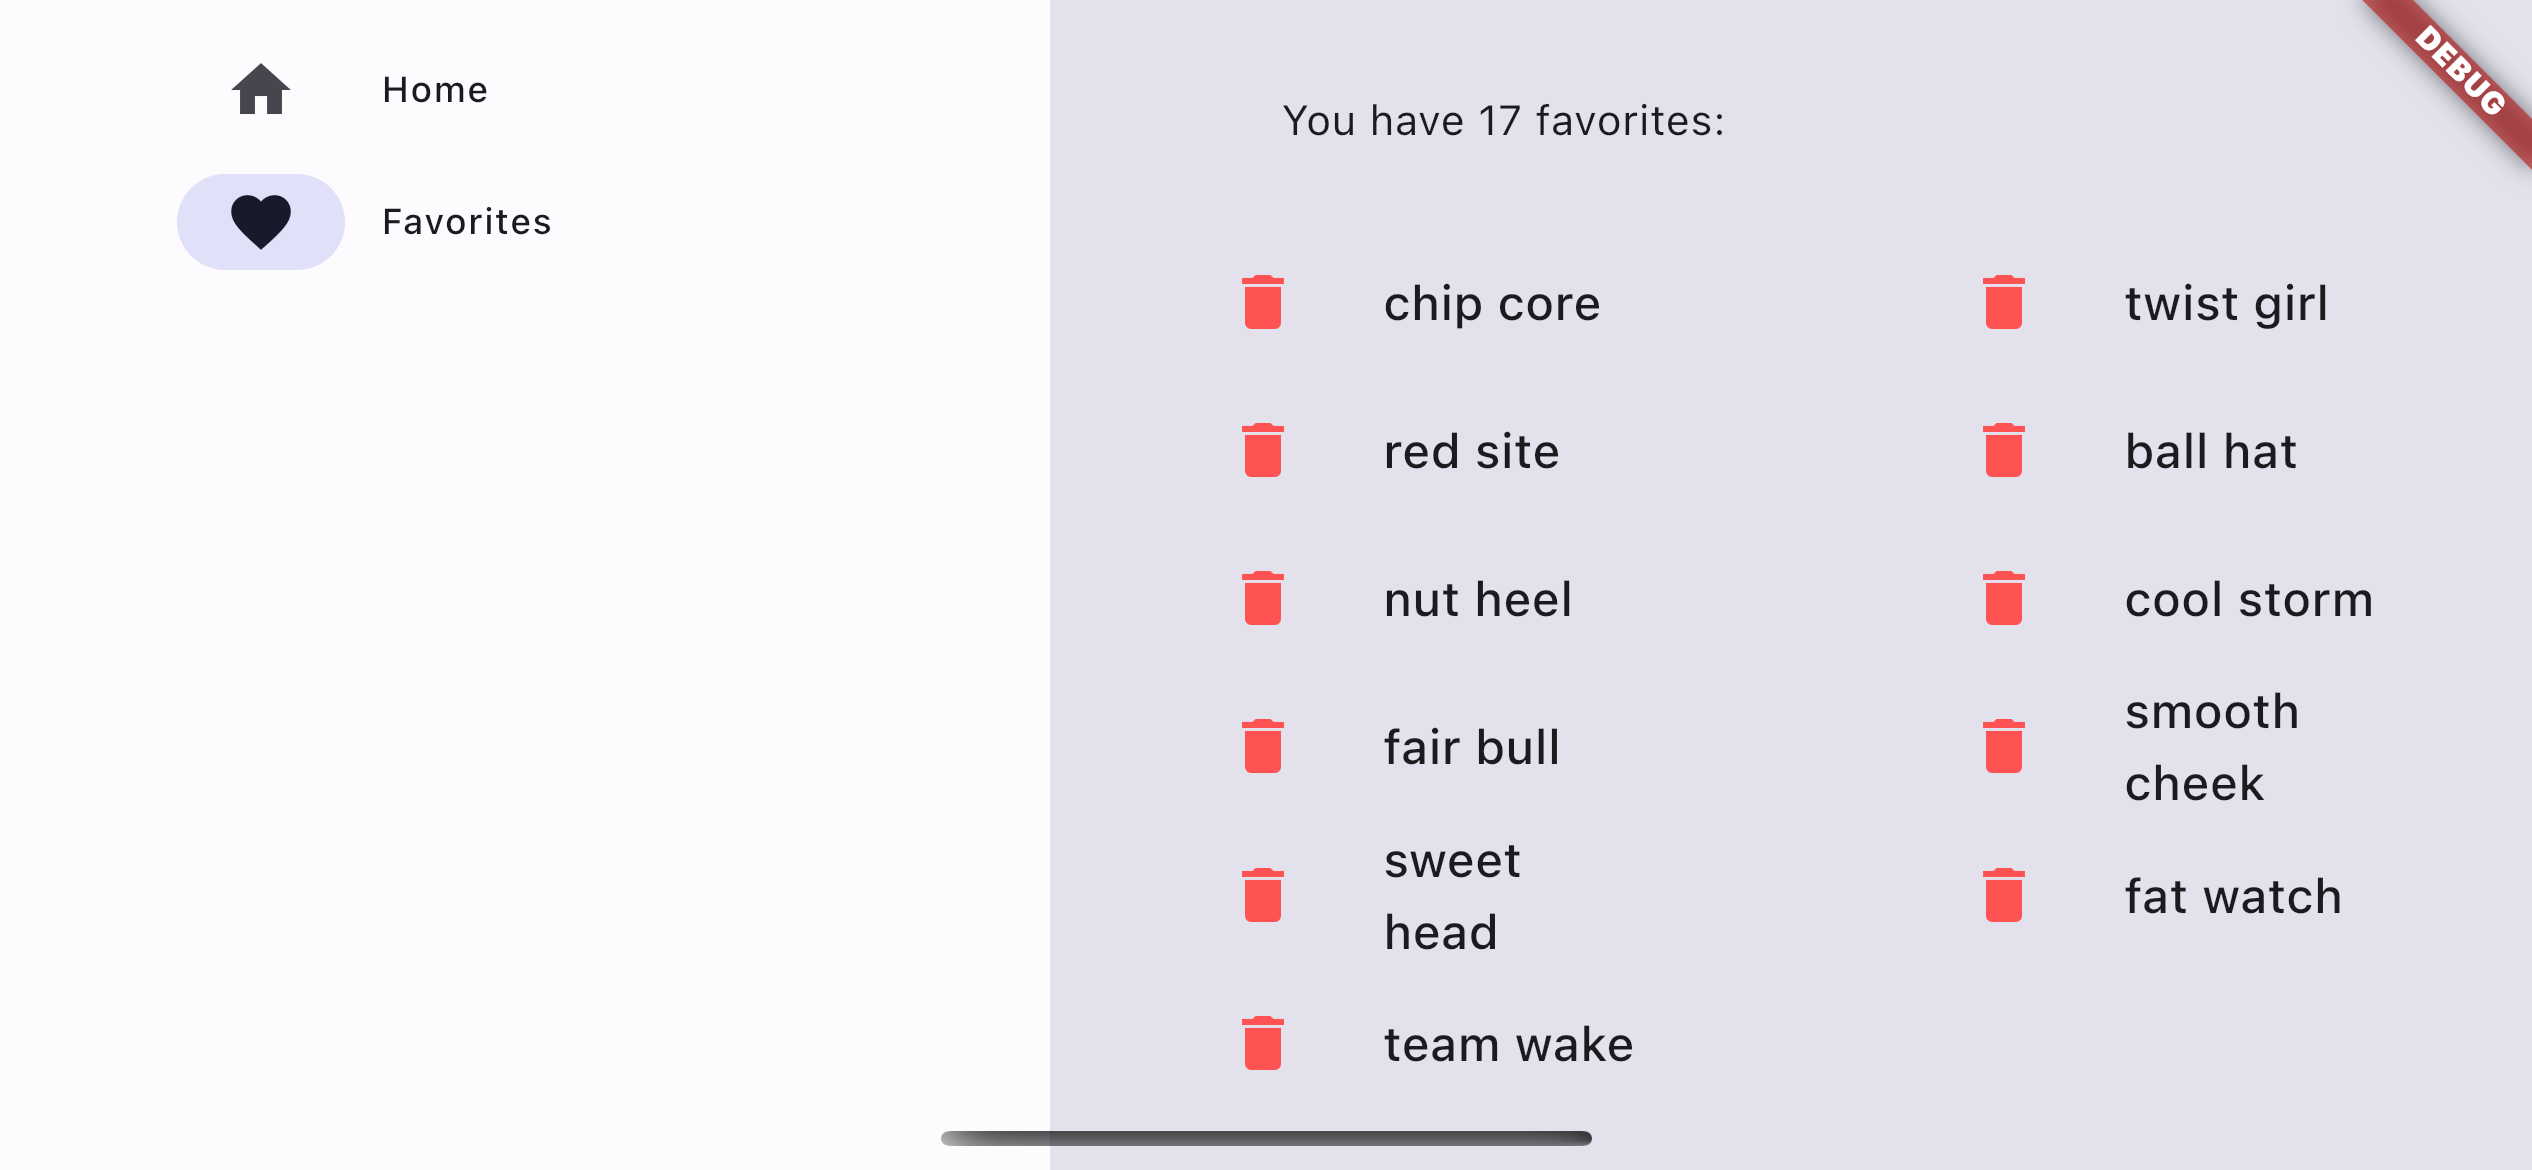 Home
Favorites
DEBUG
You have 17 favorites:
chip core
twist girl
red site
ball hat
nut heel
cool storm
fair bull
smooth
cheek
sweet
head
fat watch
team wake